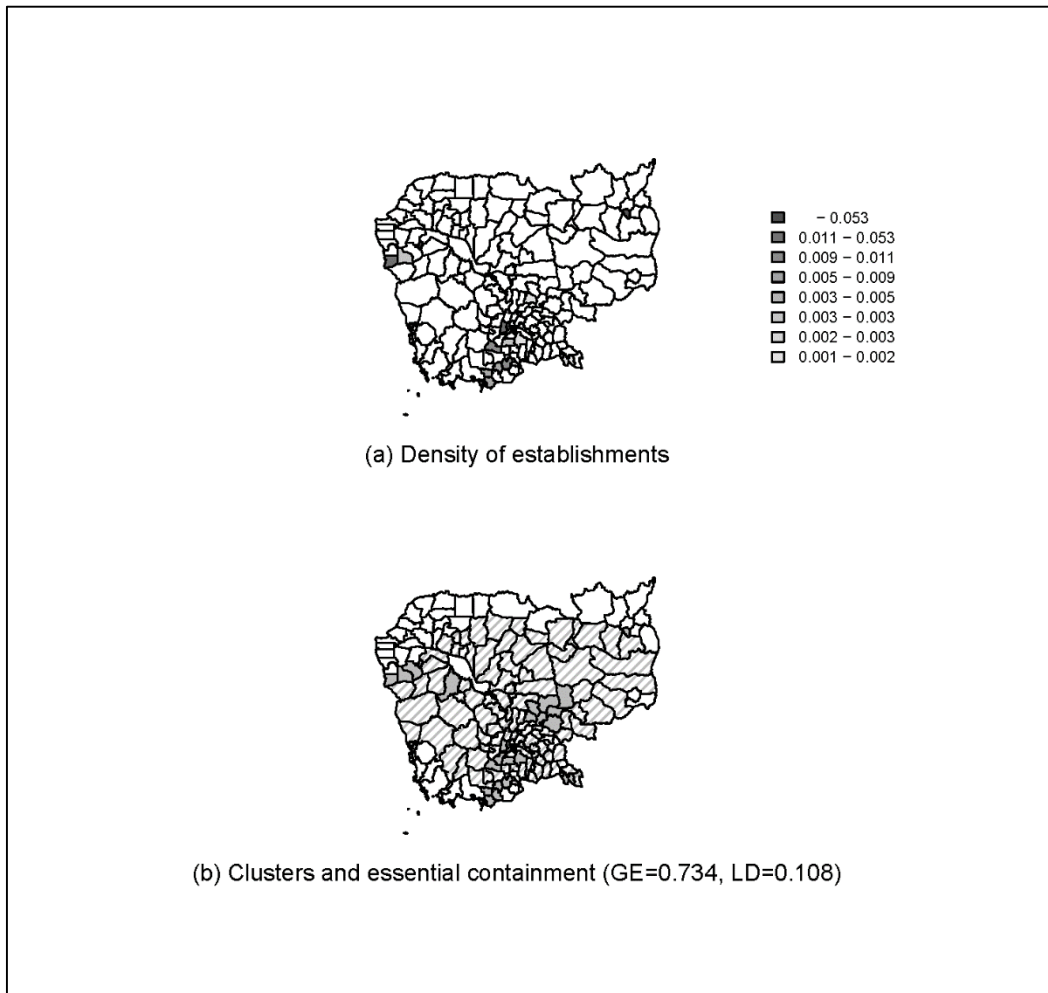 − 0.053
0.011 − 0.053
0.009 − 0.011
0.005 − 0.009
0.003 − 0.005
0.003 − 0.003
0.002 − 0.003
0.001 − 0.002
(a) Density of establishments
(b) Clusters and essential containment (GE=0.734, LD=0.108)